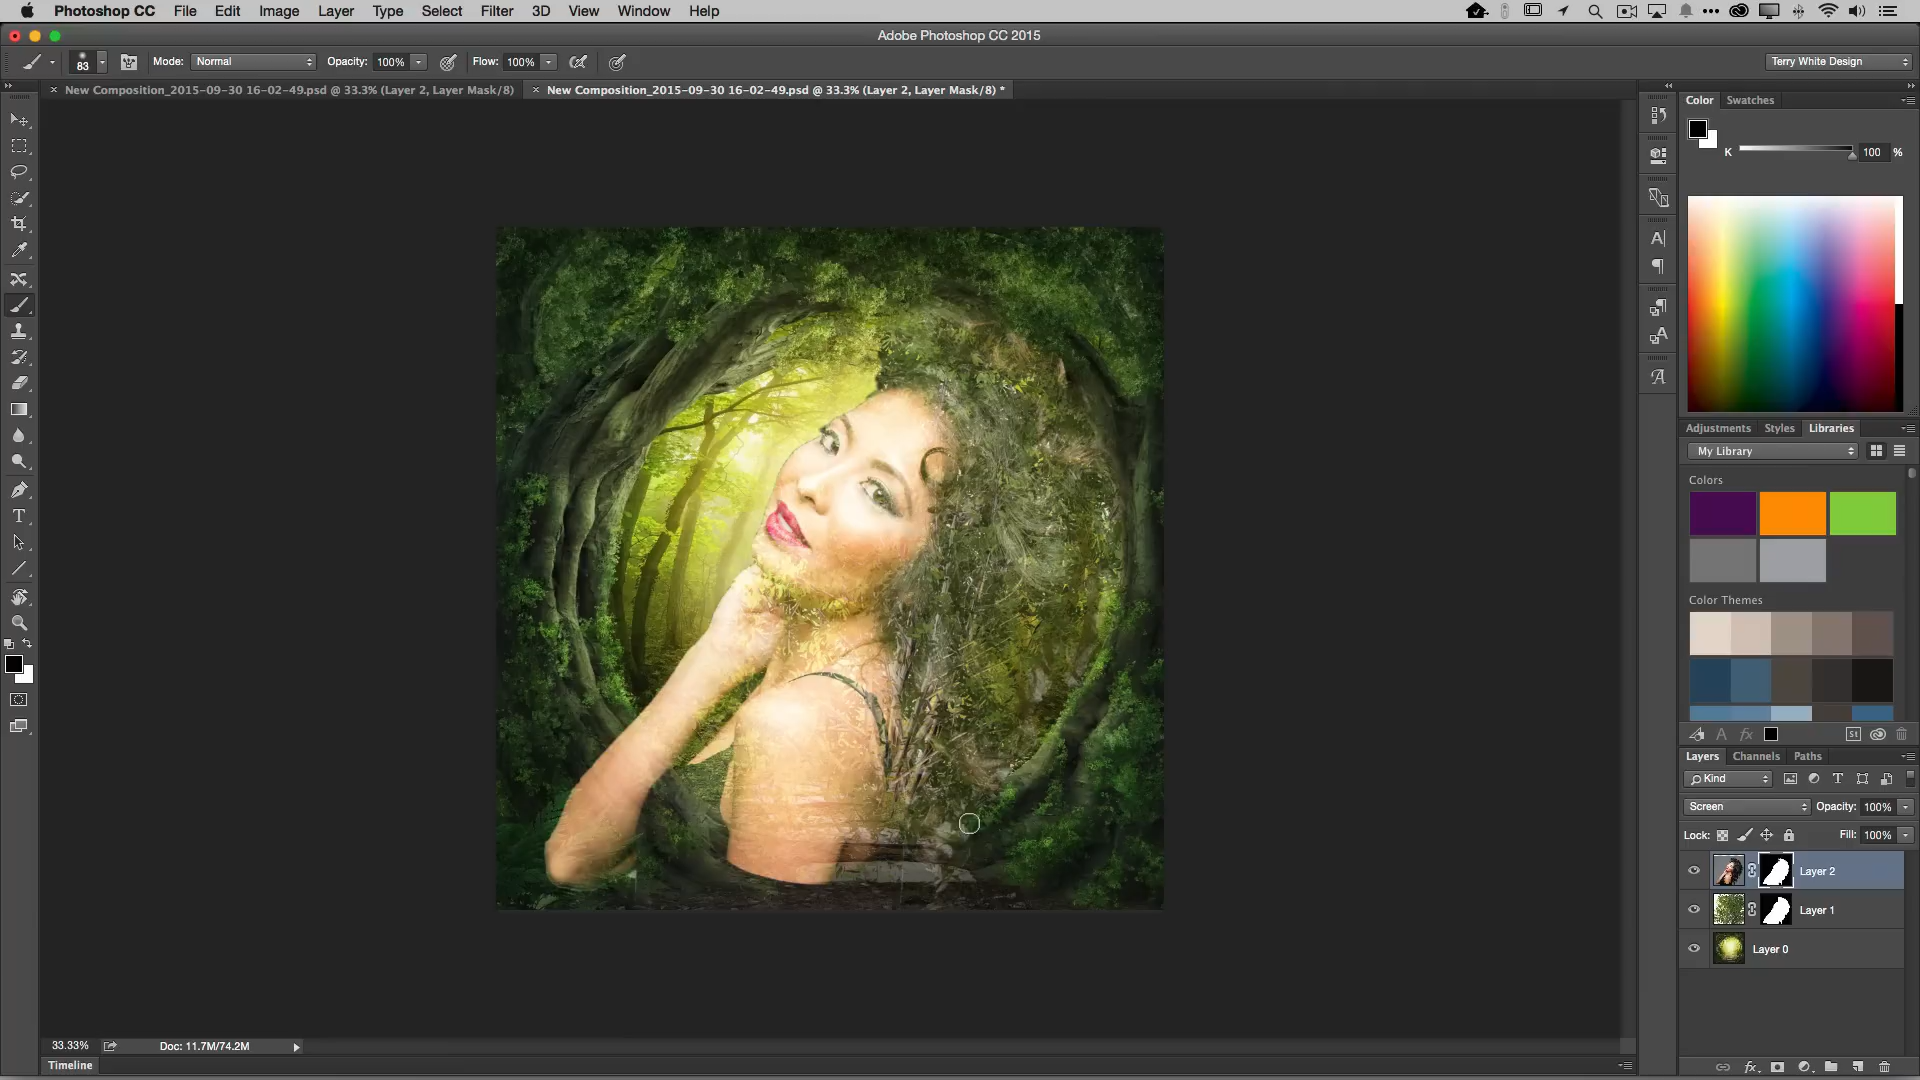 Photoshop CC File Edit Image Layer Type Select Filter 3D View Window Help
Adobe Photoshop CC 2015
83 Mode: Normal Opacity: 100% Flow: 100% Terry White Design
New Composition_2015-09-30 16-02-49.psd @ 33.3% (Layer 2, Layer Mask/8) New Composition_2015-09-30 16-02-49.psd @ 33.3% (Layer 2, Layer Mask/8) *
Color Swatches
K 100 %
Adjustments Styles Libraries
My Library
Colors
Color Themes
Layers Channels Paths
Kind
Screen Opacity: 100%
Lock: Fill: 100%
Layer 2
Layer 1
Layer 0
33.33% Doc: 11.7M/74.2M
Timeline